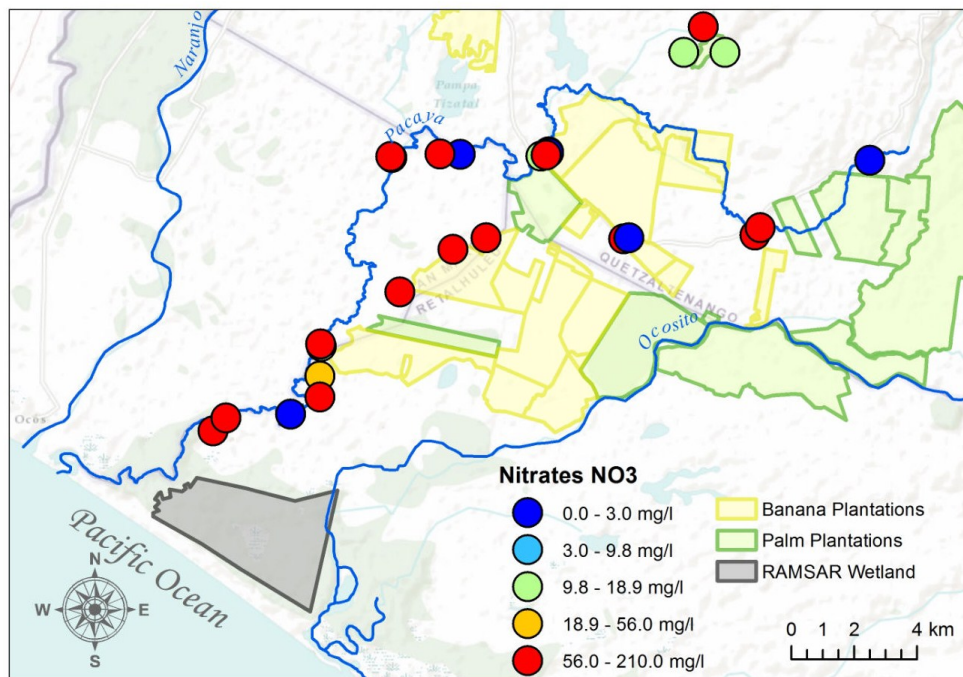 Naranjo
Pampa
Tizatal
Pacaya
SAN M
RETALHULEU
QUETZALTENANGO
Ocosito
Ocós
Pacific Ocean
N
W E
S
Nitrates NO3
0.0 - 3.0 mg/l
3.0 - 9.8 mg/l
9.8 - 18.9 mg/l
18.9 - 56.0 mg/l
56.0 - 210.0 mg/l
Banana Plantations
Palm Plantations
RAMSAR Wetland
0 1 2 4 km